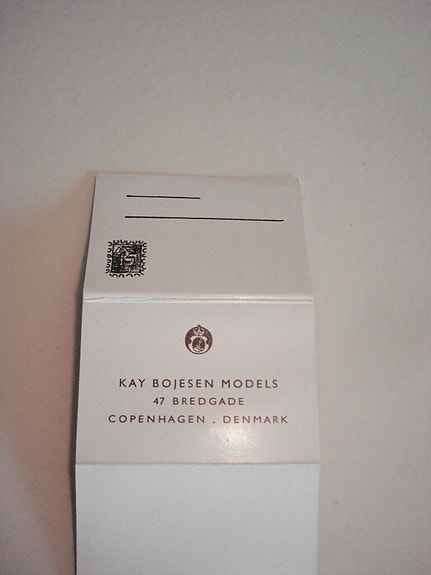 KAY BOJESEN MODELS
47 BREDGADE
COPENHAGEN . DENMARK